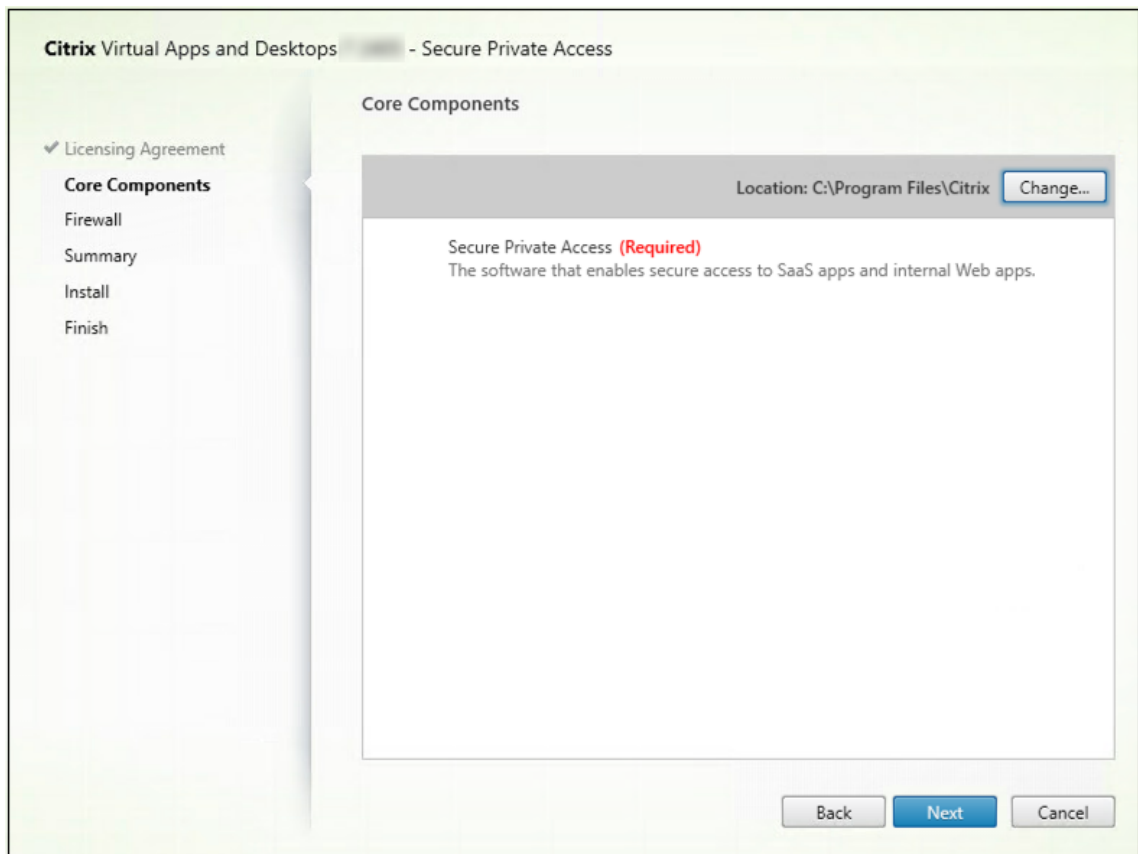 Citrix Virtual Apps and Desktops - Secure Private Access
Core Components
Licensing Agreement
Core Components
Firewall
Summary
Install
Finish
Location: C:\Program Files\Citrix
Change...
Secure Private Access (Required)
The software that enables secure access to SaaS apps and internal Web apps.
Back
Next
Cancel